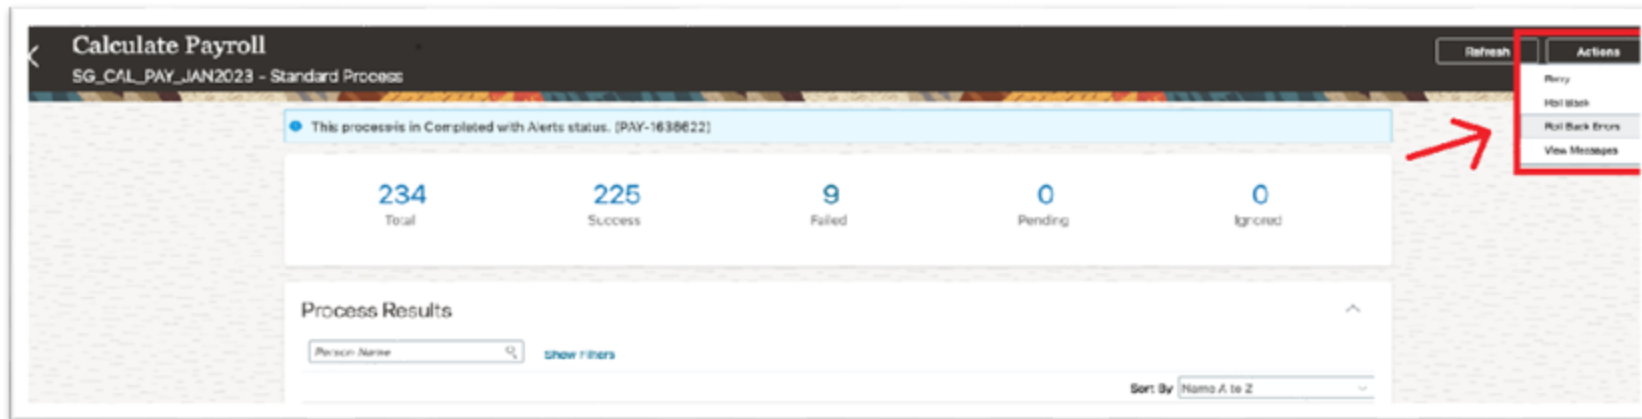 Calculate Payroll
SG_CAL_PAY_JAN2023 - Standard Process
Refresh
Actions
Retry
Roll Back
Roll Back Errors
View Messages
This process is in Completed with Alerts status. (PAY-1636622)
234
Total
225
Success
9
Failed
0
Pending
0
Ignored
Process Results
Person Name
Show Filters
Sort By Name A to Z